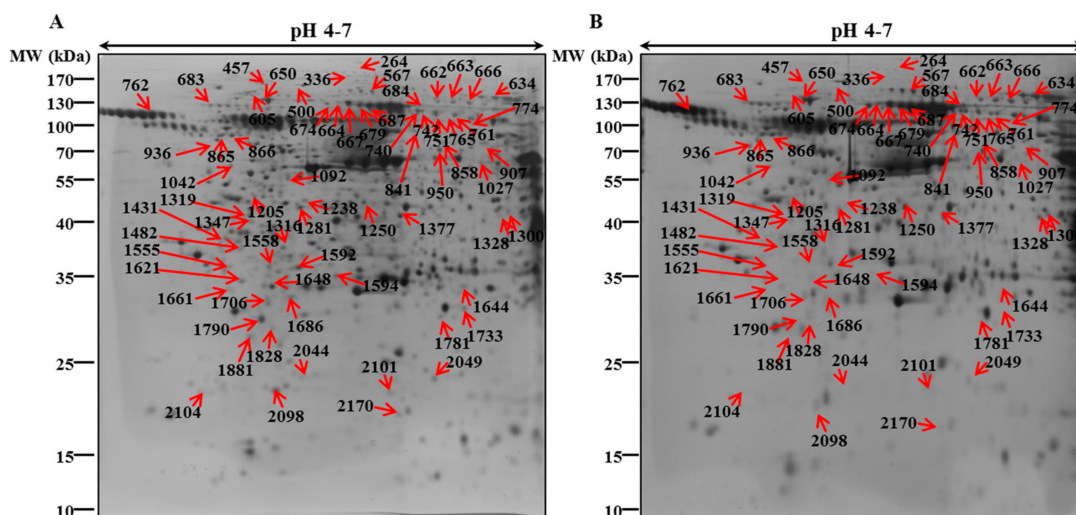 A
pH 4-7
MW (kDa)
264
457 650 336 567
683 662 663 666
170 762 684 634
130 500 774
605
100 674 664 687 742 761
667 679 751 765
936 866 740
70 865 858 907
1042 841 950 1027
55 1092
1319 1205 1238
1431 1347 1316 1281 1250 1377
40 1328 1300
1482 1558
1555 1592
1621 1648 1594
35
1661 1706 1644
1686
1790 1733
1828 1781
1881 2044 2049
25 2101
2104 2098 2170
15
10
B
pH 4-7
MW (kDa)
264
457 650 336 567
683 662 663 666
170 762 684 634
130 500 774
605
100 674 664 687 742 761
667 679 751 765
936 866 740
70 865 858 907
1042 841 950 1027
55 1092
1319 1205 1238
1431 1347 1316 1281 1250 1377
40 1328 1300
1482 1558
1555 1592
1621 1648 1594
35
1661 1706 1644
1686
1790 1733
1828 1781
1881 2044 2049
25 2101
2104 2098 2170
15
10